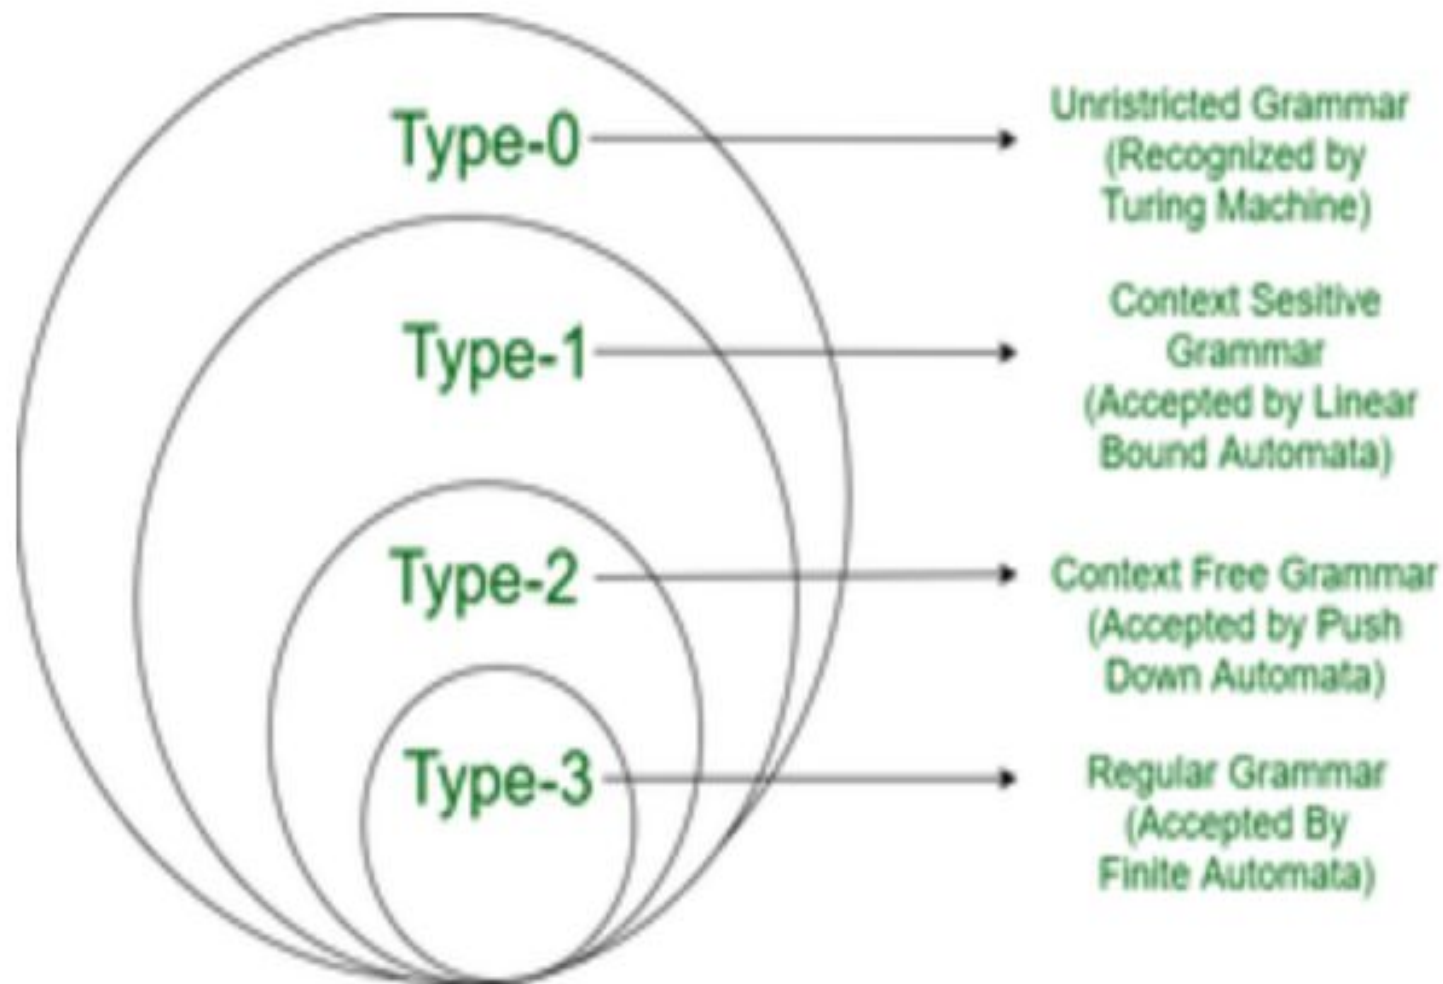 Type-0
Unristricted Grammar
(Recognized by
Turing Machine)
Type-1
Context Sesitive
Grammar
(Accepted by Linear
Bound Automata)
Type-2
Context Free Grammar
(Accepted by Push
Down Automata)
Type-3
Regular Grammar
(Accepted By
Finite Automata)